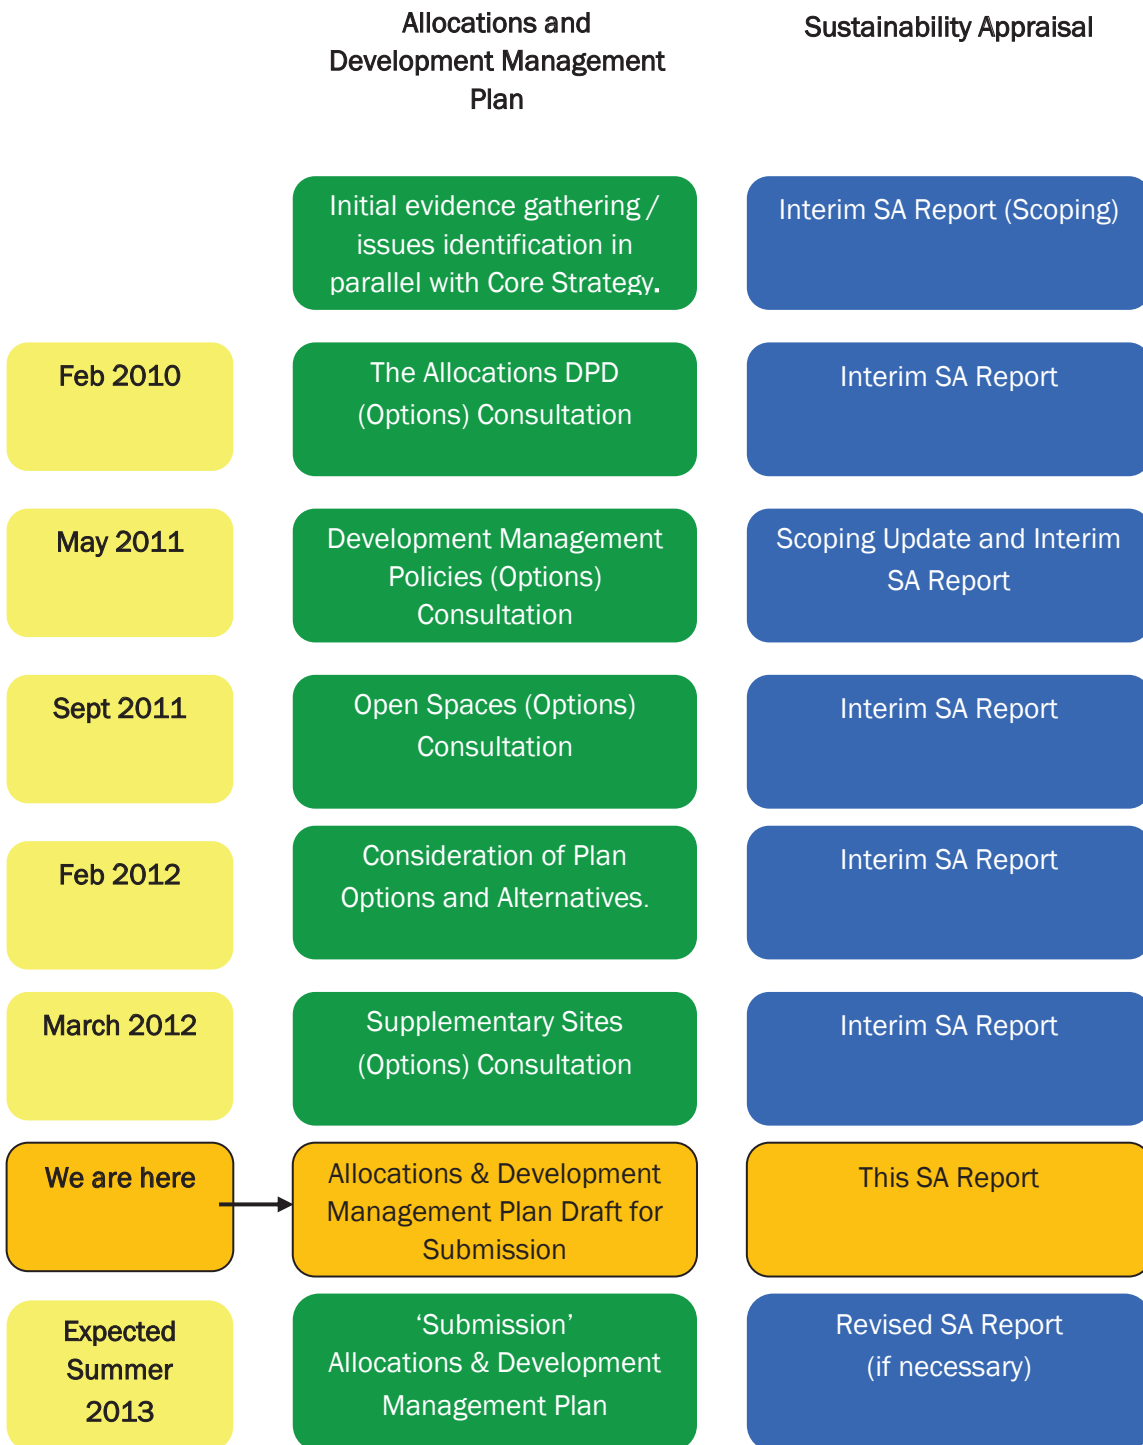 Allocations and
Development Management
Plan
Sustainability Appraisal
Initial evidence gathering /
issues identification in
parallel with Core Strategy.
Interim SA Report (Scoping)
Feb 2010
The Allocations DPD
(Options) Consultation
Interim SA Report
May 2011
Development Management
Policies (Options)
Consultation
Scoping Update and Interim
SA Report
Sept 2011
Open Spaces (Options)
Consultation
Interim SA Report
Feb 2012
Consideration of Plan
Options and Alternatives.
Interim SA Report
March 2012
Supplementary Sites
(Options) Consultation
Interim SA Report
We are here
Allocations & Development
Management Plan Draft for
Submission
This SA Report
Expected
Summer
2013
‘Submission’
Allocations & Development
Management Plan
Revised SA Report
(if necessary)